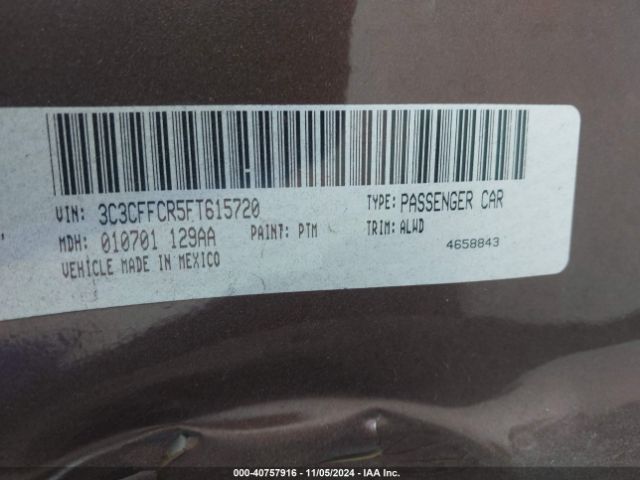 VIN: 3C3CFFCR5FT615720 TYPE: PASSENGER CAR
MDH: 010701 129AA PAINT: PTM TRIM: ALWD
VEHICLE MADE IN MEXICO 4658843
000-40757916 - 11/05/2024 - IAA Inc.